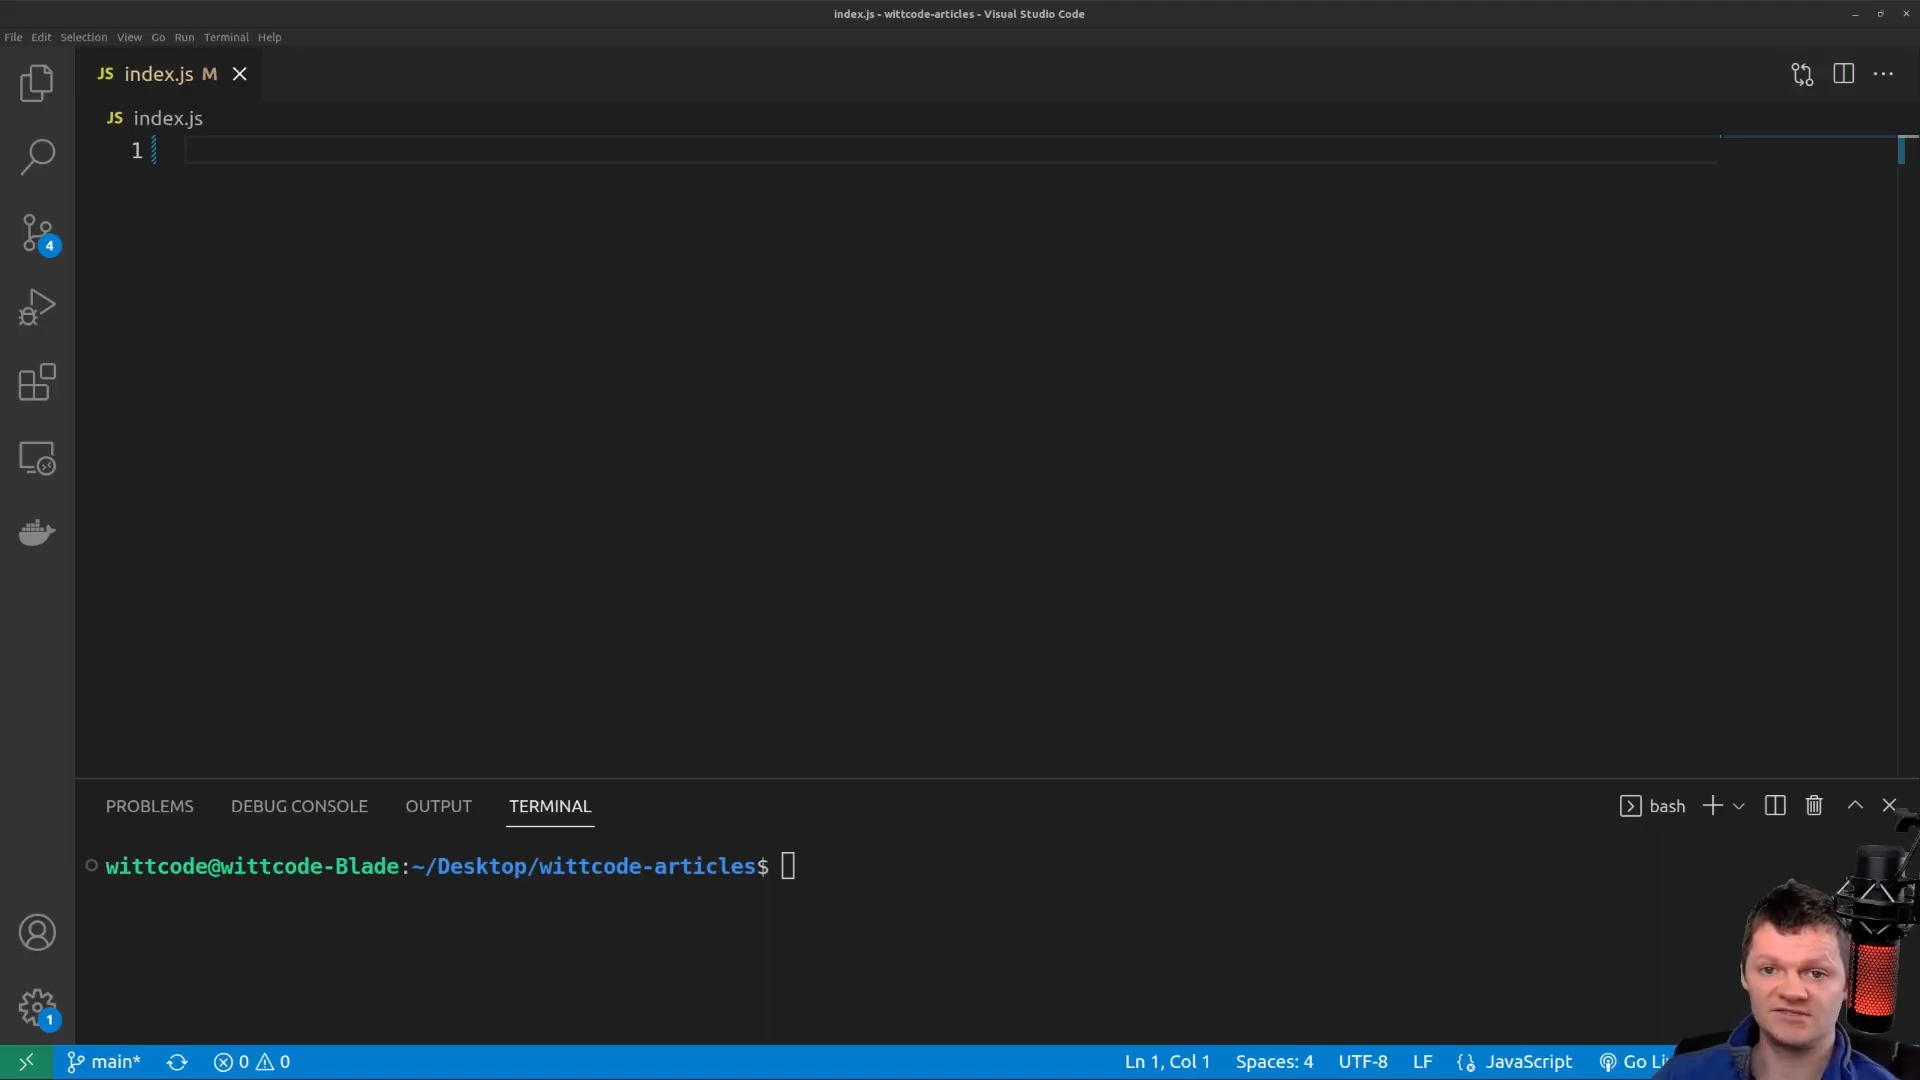 index.js - wittcode-articles - Visual Studio Code
File Edit Selection View Go Run Terminal Help
JS index.js M
JS index.js
1
4
PROBLEMS DEBUG CONSOLE OUTPUT TERMINAL
bash
wittcode@wittcode-Blade:~/Desktop/wittcode-articles$
1
main* 0 0 Ln 1, Col 1 Spaces: 4 UTF-8 LF JavaScript Go